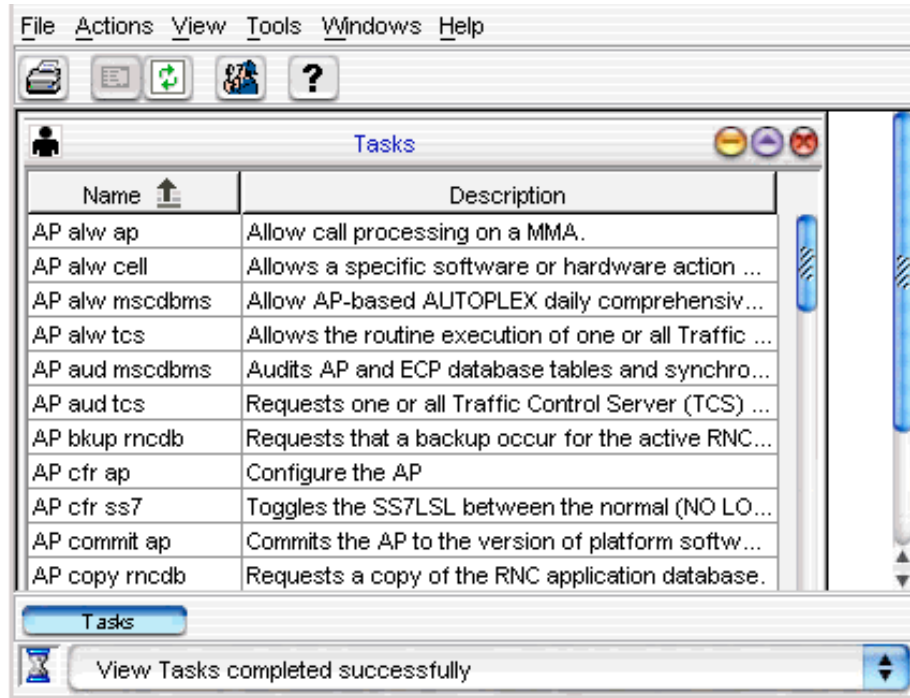 File Actions View Tools Windows Help
?
Tasks
Name Description
AP alw ap Allow call processing on a MMA.
AP alw cell Allows a specific software or hardware action ...
AP alw mscdbms Allow AP-based AUTOPLEX daily comprehensiv...
AP alw tcs Allows the routine execution of one or all Traffic ...
AP aud mscdbms Audits AP and ECP database tables and synchro...
AP aud tcs Requests one or all Traffic Control Server (TCS) ...
AP bkup rncdb Requests that a backup occur for the active RNC...
AP cfr ap Configure the AP
AP cfr ss7 Toggles the SS7LSL between the normal (NO LO...
AP commit ap Commits the AP to the version of platform softw...
AP copy rncdb Requests a copy of the RNC application database.
Tasks
View Tasks completed successfully